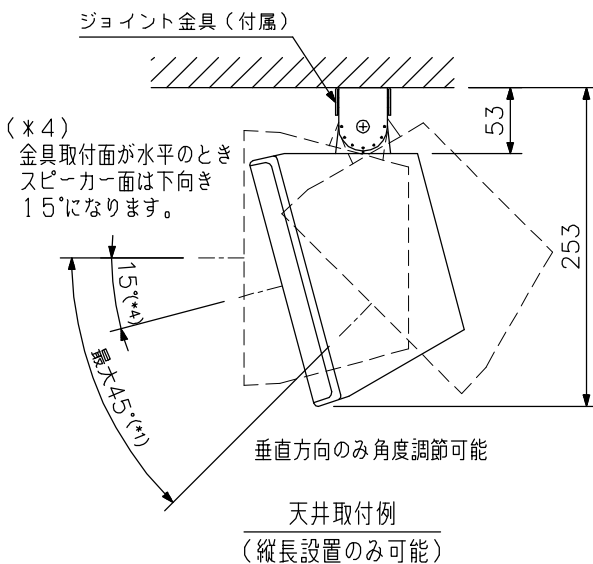 ジョイント金具（付属）
53
253
（＊4）
金具取付面が水平のとき
スピーカー面は下向き
15°になります。
15°(*4)
最大45°(*1)
垂直方向のみ角度調節可能
天井取付例
（縦長設置のみ可能）